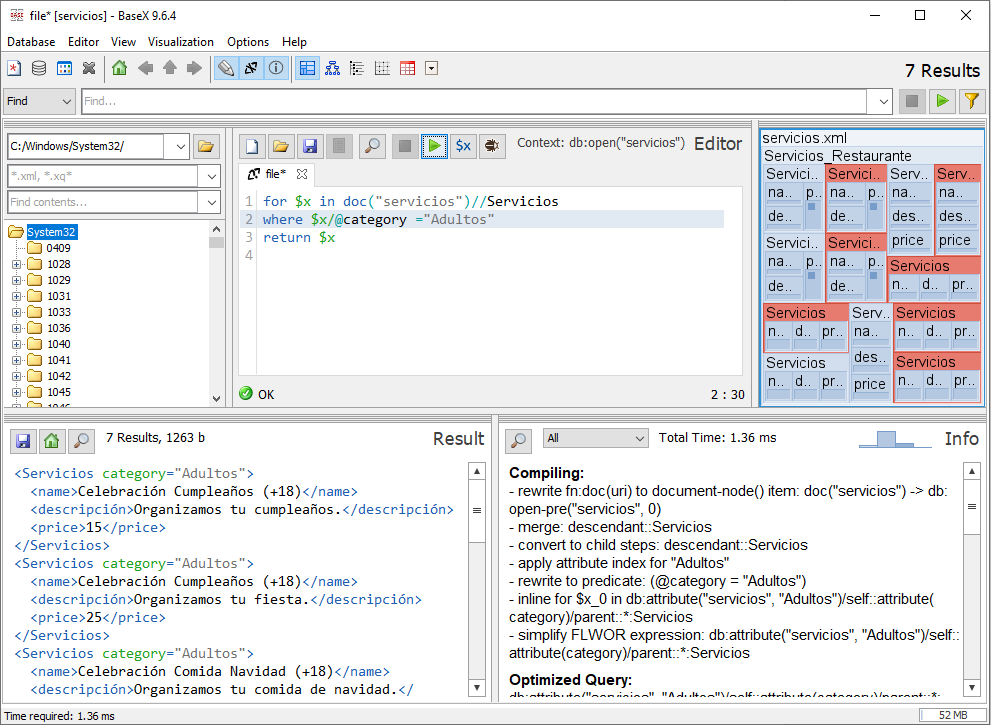 file* [servicios] - BaseX 9.6.4
Database Editor View Visualization Options Help
7 Results
Find Find...
C:/Windows/System32/
*.xml, *.xq*
Find contents...
System32
0409
1028
1029
1031
1033
1036
1040
1041
1042
1045
Context: db:open("servicios") Editor
file*
1 for $x in doc("servicios")//Servicios
2 where $x/@category ="Adultos"
3 return $x
4
OK 2 : 30
servicios.xml
Servicios_Restaurante
Servici.. Servici.. Serv.. Serv..
na.. p.. na.. p.. na.. na..
de.. de.. des.. des..
price price
Servici.. Servici..
na.. p.. na.. p..
de.. de..
Servicios
n.. d.. pr..
Servicios Serv.. Servicios
n.. d.. pr.. na.. n.. d.. pr..
des..
price
Servicios Servicios
n.. d.. pr.. n.. d.. pr..
7 Results, 1263 b Result
<Servicios category="Adultos">
<name>Celebración Cumpleaños (+18)</name>
<descripción>Organizamos tu cumpleaños.</descripción>
<price>15</price>
</Servicios>
<Servicios category="Adultos">
<name>Celebración Cumpleaños (+18)</name>
<descripción>Organizamos tu fiesta.</descripción>
<price>25</price>
</Servicios>
<Servicios category="Adultos">
<name>Celebración Comida Navidad (+18)</name>
<descripción>Organizamos tu comida de navidad.</
All Total Time: 1.36 ms Info
Compiling:
- rewrite fn:doc(uri) to document-node() item: doc("servicios") -> db:
open-pre("servicios", 0)
- merge: descendant::Servicios
- convert to child steps: descendant::Servicios
- apply attribute index for "Adultos"
- rewrite to predicate: (@category = "Adultos")
- inline for $x_0 in db:attribute("servicios", "Adultos")/self::attribute(
category)/parent::*:Servicios
- simplify FLWOR expression: db:attribute("servicios", "Adultos")/self::
attribute(category)/parent::*:Servicios
Optimized Query:
db:attribute("servicios", "Adultos")/self::attribute(category)/parent::*:
Time required: 1.36 ms 52 MB